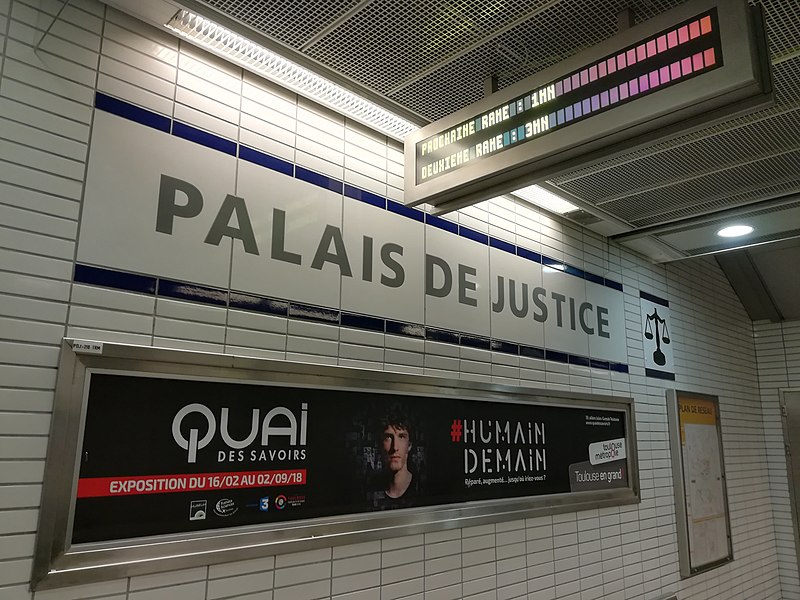 PROCHAINE RAME : 1MN
DEUXIEME RAME : 3MN
PALAIS DE JUSTICE
QUAi
DES SAVOIRS
EXPOSITION DU 16/02 AU 02/09/18
#HUMAiN
DEMAiN
Réparé, augmenté... jusqu'où iriez-vous ?
toulouse
métropole
Toulouse en grand
PLAN DE RESEAU